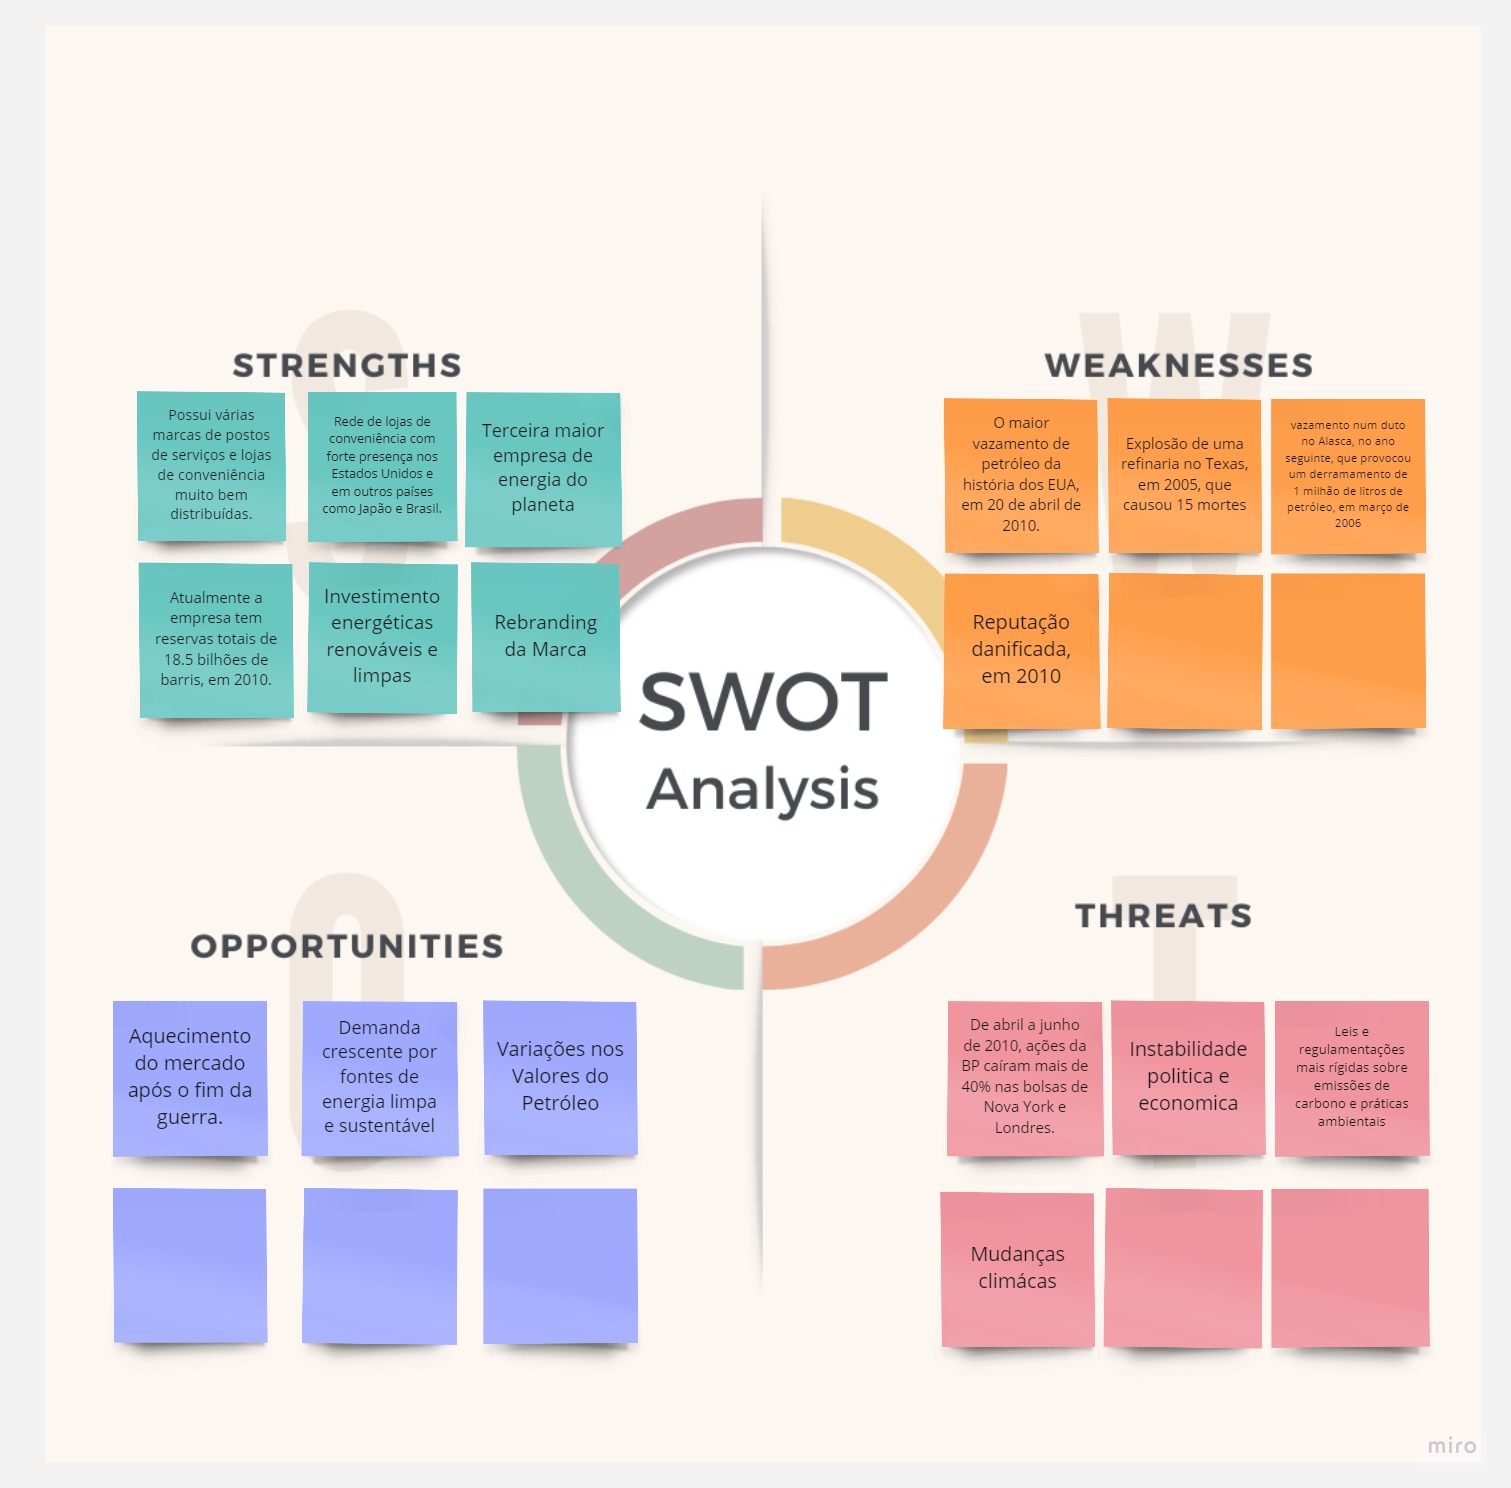 STRENGTHS
Possui várias
marcas de postos
de serviços e lojas
de conveniência
muito bem
distribuídas.
Rede de lojas de
conveniência com
forte presença nos
Estados Unidos e
em outros países
como Japão e Brasil.
Terceira maior
empresa de
energia do
planeta
Atualmente a
empresa tem
reservas totais de
18.5 bilhões de
barris, em 2010.
Investimento
energéticas
renováveis e
limpas
Rebranding
da Marca
WEAKNESSES
O maior
vazamento de
petróleo da
história dos EUA,
em 20 de abril de
2010.
Explosão de uma
refinaria no Texas,
em 2005, que
causou 15 mortes
vazamento num duto
no Alasca, no ano
seguinte, que provocou
um derramamento de
1 milhão de litros de
petróleo, em março de
2006
Reputação
danificada,
em 2010
SWOT
Analysis
OPPORTUNITIES
Aquecimento
do mercado
após o fim da
guerra.
Demanda
crescente por
fontes de
energia limpa
e sustentável
Variações nos
Valores do
Petróleo
THREATS
De abril a junho
de 2010, ações da
BP caíram mais de
40% nas bolsas de
Nova York e
Londres.
Instabilidade
politica e
economica
Leis e
regulamentações
mais rígidas sobre
emissões de
carbono e práticas
ambientais
Mudanças
climácas
miro